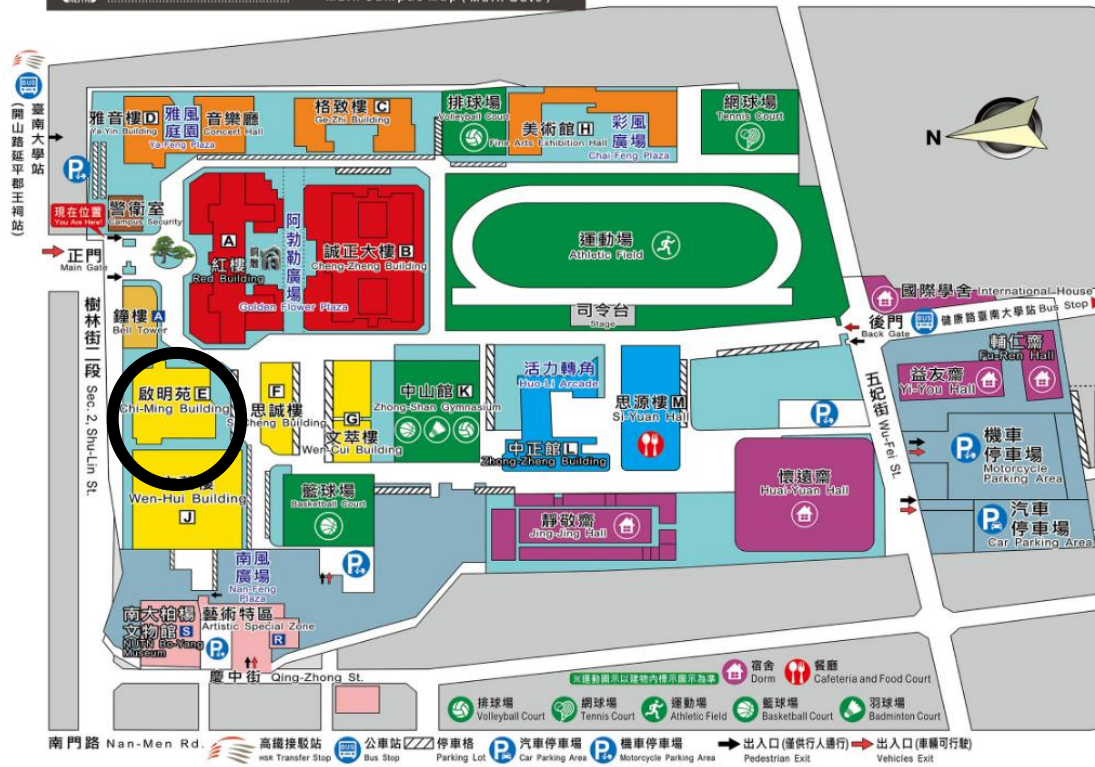 Main Campus Map ( Main Gate )
臺南大學站
(開山路延平郡王祠站)
BUS
雅音樓 D
Ya-Yin Building
雅風
庭園
Ya-Feng Plaza
音樂廳
Concert Hall
格致樓 C
Ge-Zhi Building
排球場
Volleyball Court
美術館 H
Fine Arts Exhibition Hall
彩風
廣場
Chai-Feng Plaza
網球場
Tennis Court
N
現在位置
You Are Here!
警衛室
Campus Security
正門
Main Gate
A
紅樓
Red Building
銅雕
阿勃勒廣場
Golden Flower Plaza
誠正大樓 B
Cheng-Zheng Building
運動場
Athletic Field
司令台
Stage
國際學舍 International House
後門
Back Gate
BUS
健康路臺南大學站 Bus Stop
鐘樓 A
Bell Tower
樹林街二段 Sec. 2, Shu-Lin St.
啟明苑 E
Chi-Ming Building
F
思誠樓
Si-Cheng Building
G
文萃樓
Wen-Cui Building
中山館 K
Zhong-Shan Gymnasium
活力轉角
Huo-Li Arcade
中正館 L
Zhong-Zheng Building
思源樓 M
Si-Yuan Hall
五妃街 Wu-Fei St.
輔仁齋
Fu-Ren Hall
益友齋
Yi-You Hall
機車
停車場
Motorcycle
Parking Area
汽車
停車場
Car Parking Area
Wen-Hui Building
J
籃球場
Basketball Court
靜敬齋
Jing-Jing Hall
懷遠齋
Huai-Yuan Hall
南風
廣場
Nan-Feng
Plaza
南大柏楊
文物館 S
NUTN Bo-Yang
Museum
藝術特區
Artistic Special Zone
R
慶中街 Qing-Zhong St.
南門路 Nan-Men Rd.
※運動圖示以建物內標示圖示為準
宿舍
Dorm
餐廳
Cafeteria and Food Court
排球場
Volleyball Court
網球場
Tennis Court
運動場
Athletic Field
籃球場
Basketball Court
羽球場
Badminton Court
高鐵接駁站
HSR Transfer Stop
BUS
公車站
Bus Stop
停車格
Parking Lot
汽車停車場
Car Parking Area
機車停車場
Motorcycle Parking Area
出入口(僅供行人通行)
Pedestrian Exit
出入口(車輛可行駛)
Vehicles Exit